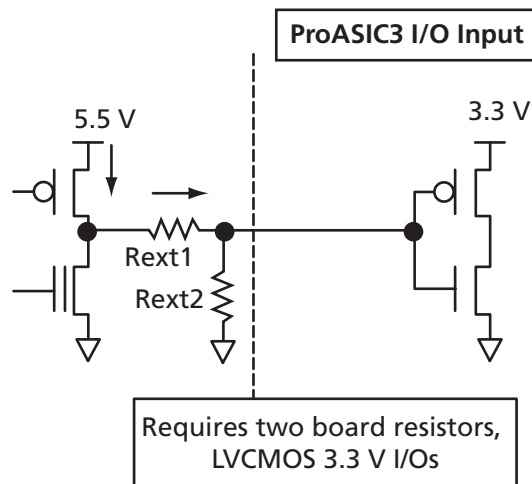 ProASIC3 I/O Input
5.5 V
3.3 V
Rext1
Rext2
Requires two board resistors,
LVCMOS 3.3 V I/Os